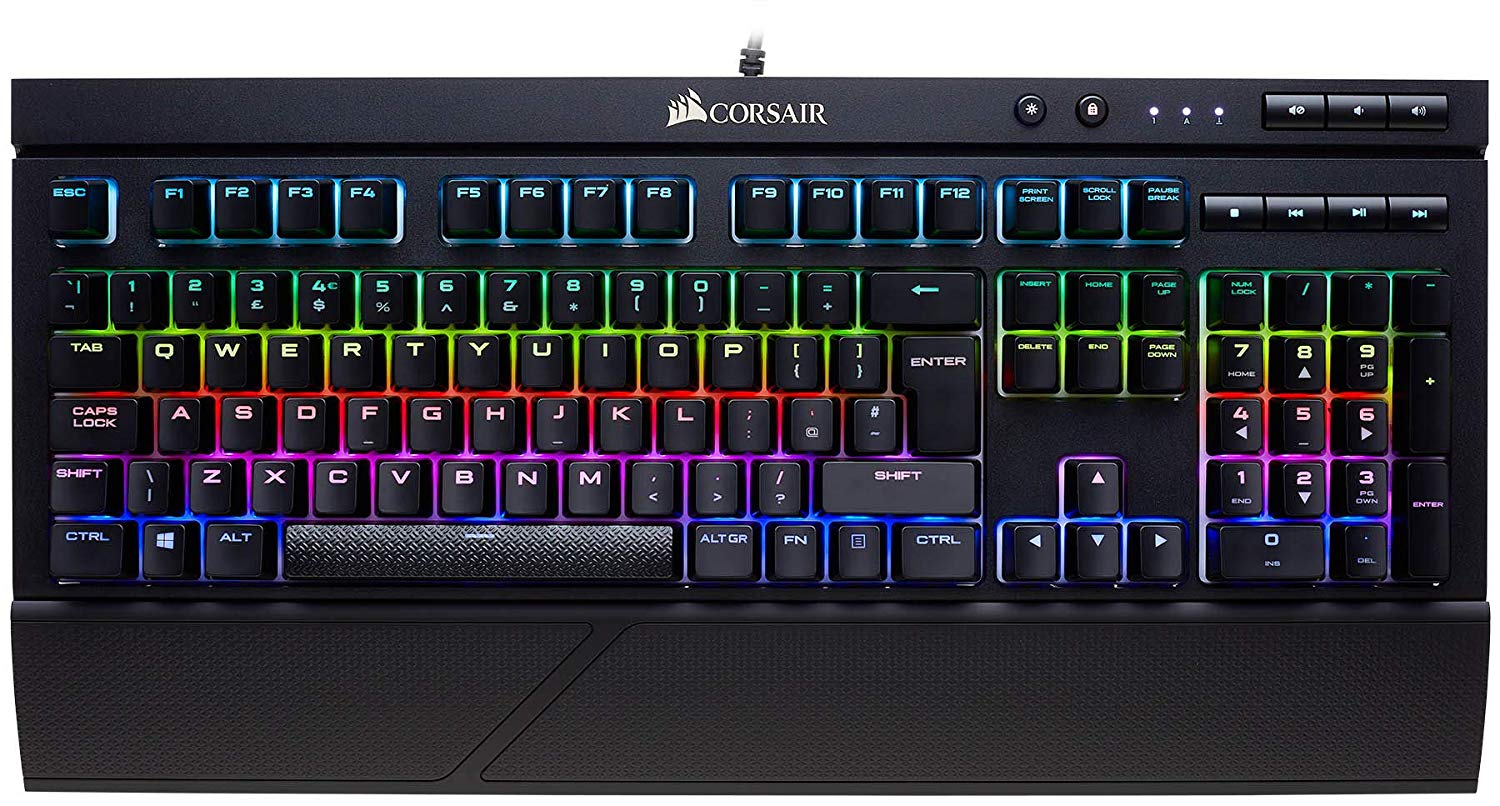 CORSAIR
1 A ⊥
ESC F1 F2 F3 F4 F5 F6 F7 F8 F9 F10 F11 F12 PRINT SCREEN SCROLL LOCK PAUSE BREAK
` | 1 2 3 4 € 5 6 7 8 9 0 - = INSERT HOME PAGE UP NUM LOCK / * -
¬ ! “ £ $ % ^ & * ( ) _ +
TAB Q W E R T Y U I O P [ ] ENTER DELETE END PAGE DOWN 7 8 9 +
{ } HOME PG UP
CAPS LOCK A S D F G H J K L ; ' # 4 5 6
: @ ~
SHIFT \ Z X C V B N M , . / SHIFT 1 2 3 ENTER
| < > ? END PG DWN
CTRL ALT ALT GR FN CTRL 0 .
INS DEL